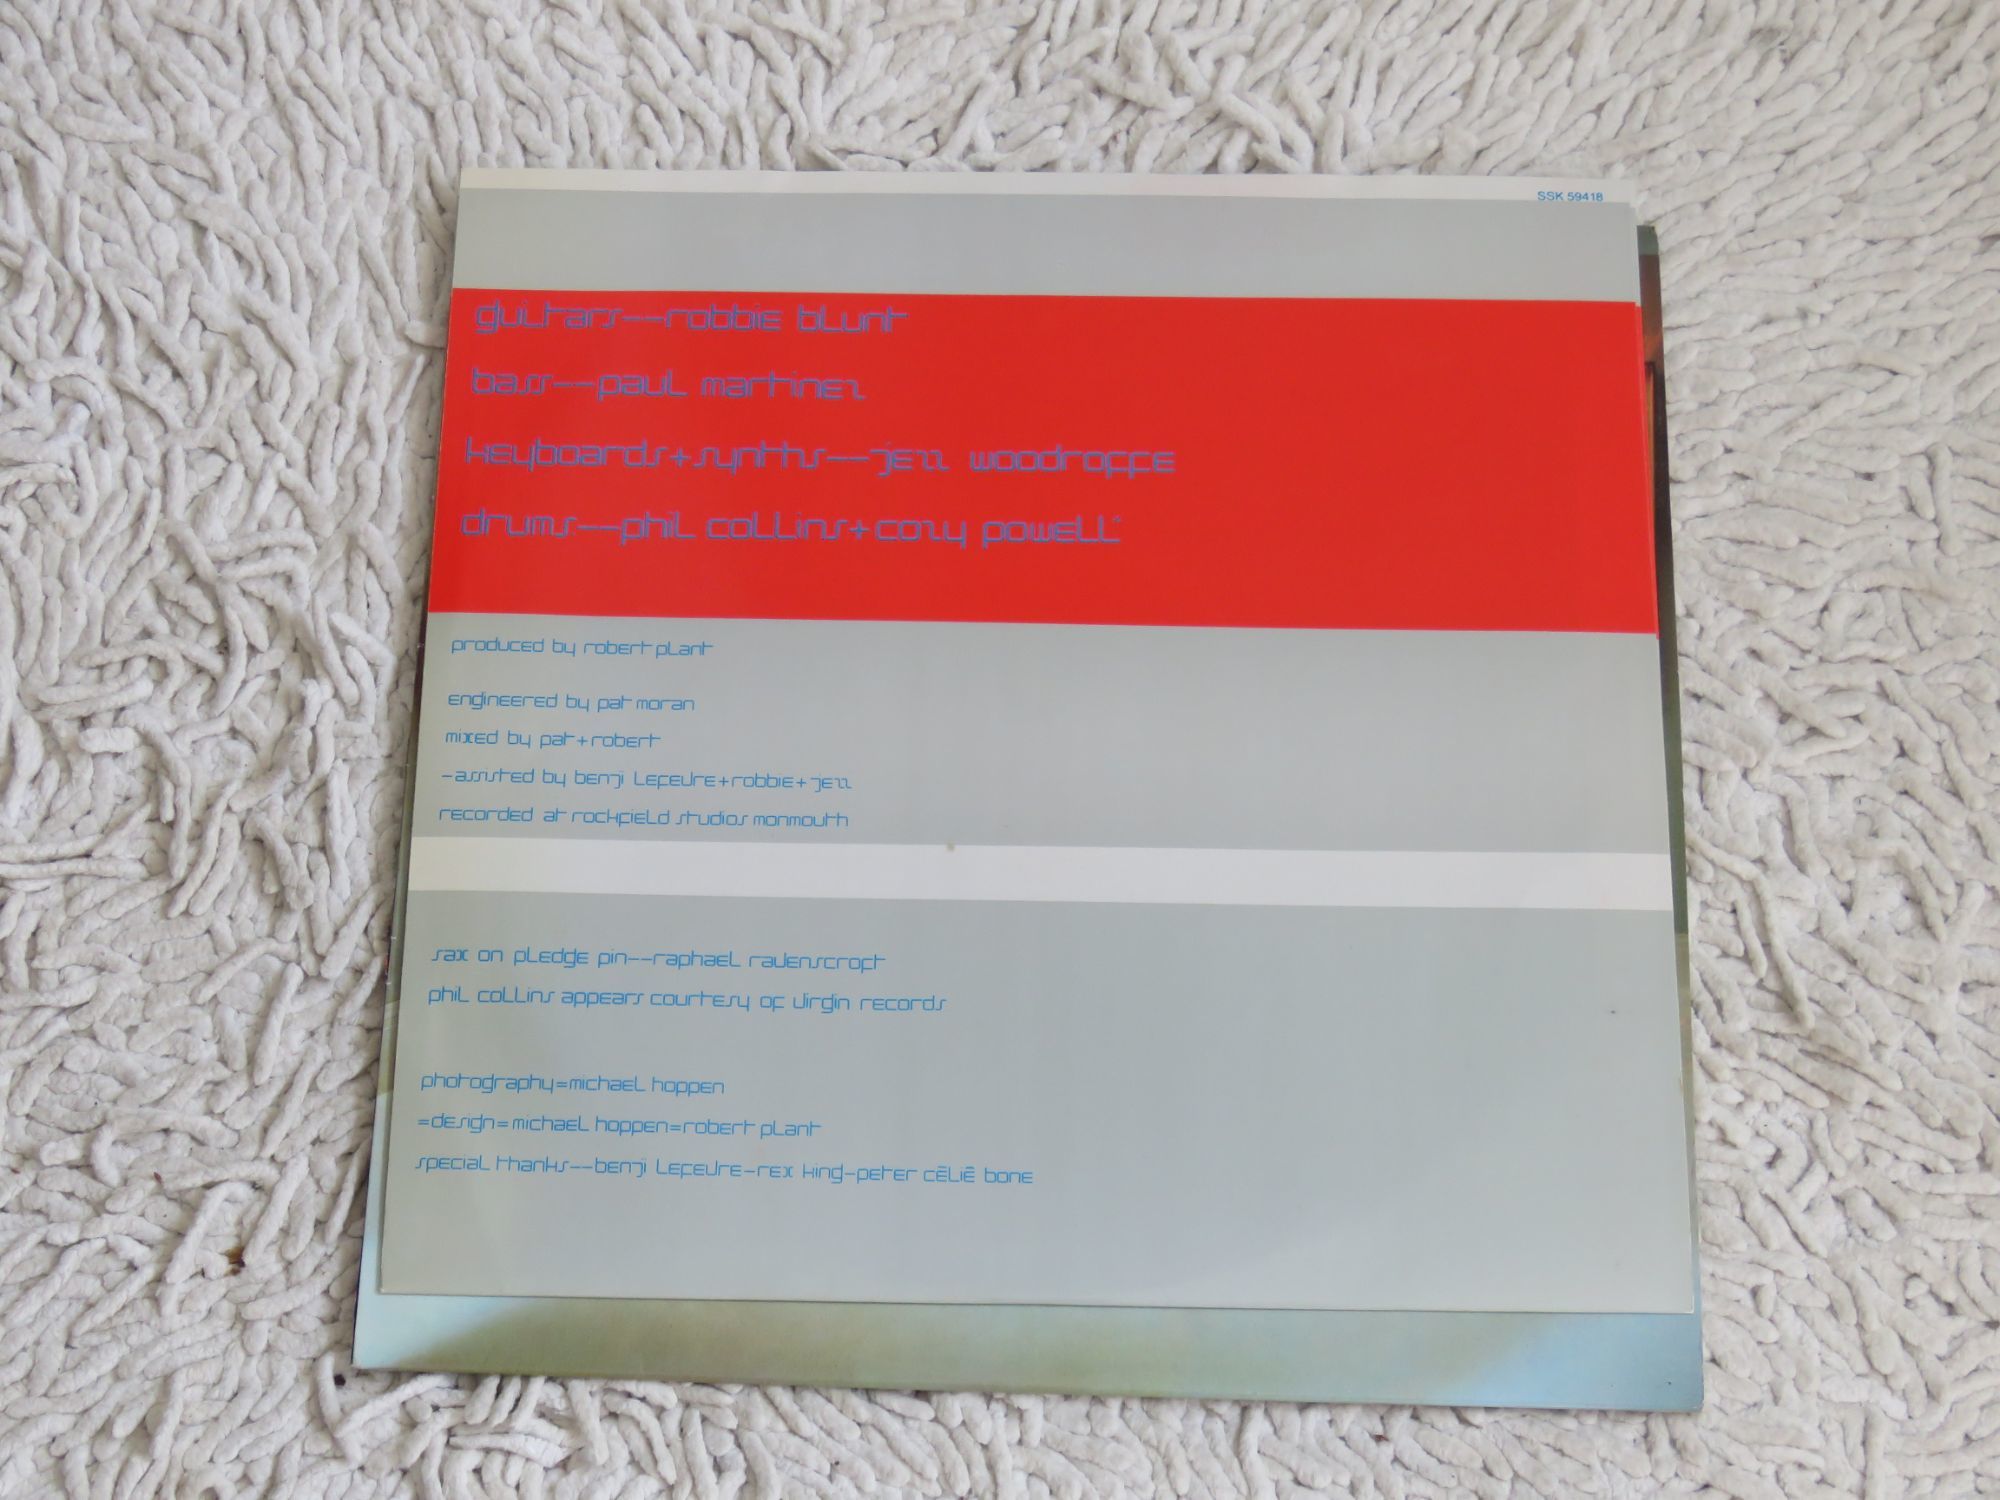 SSK 59418
guitars--robbie blunt
bass--paul martinez
keyboards+synths--jezz woodroffe
drums--phil collins+cozy powell*
produced by robert plant
engineered by pat moran
mixed by pat+robert
-assisted by benji lefevre+robbie+jezz
recorded at rockfield studios monmouth
sax on pledge pin--raphael ravenscroft
phil collins appears courtesy of virgin records
photography=michael hoppen
=design=michael hoppen=robert plant
special thanks--benji lefevre-rex king-peter cēliē bone